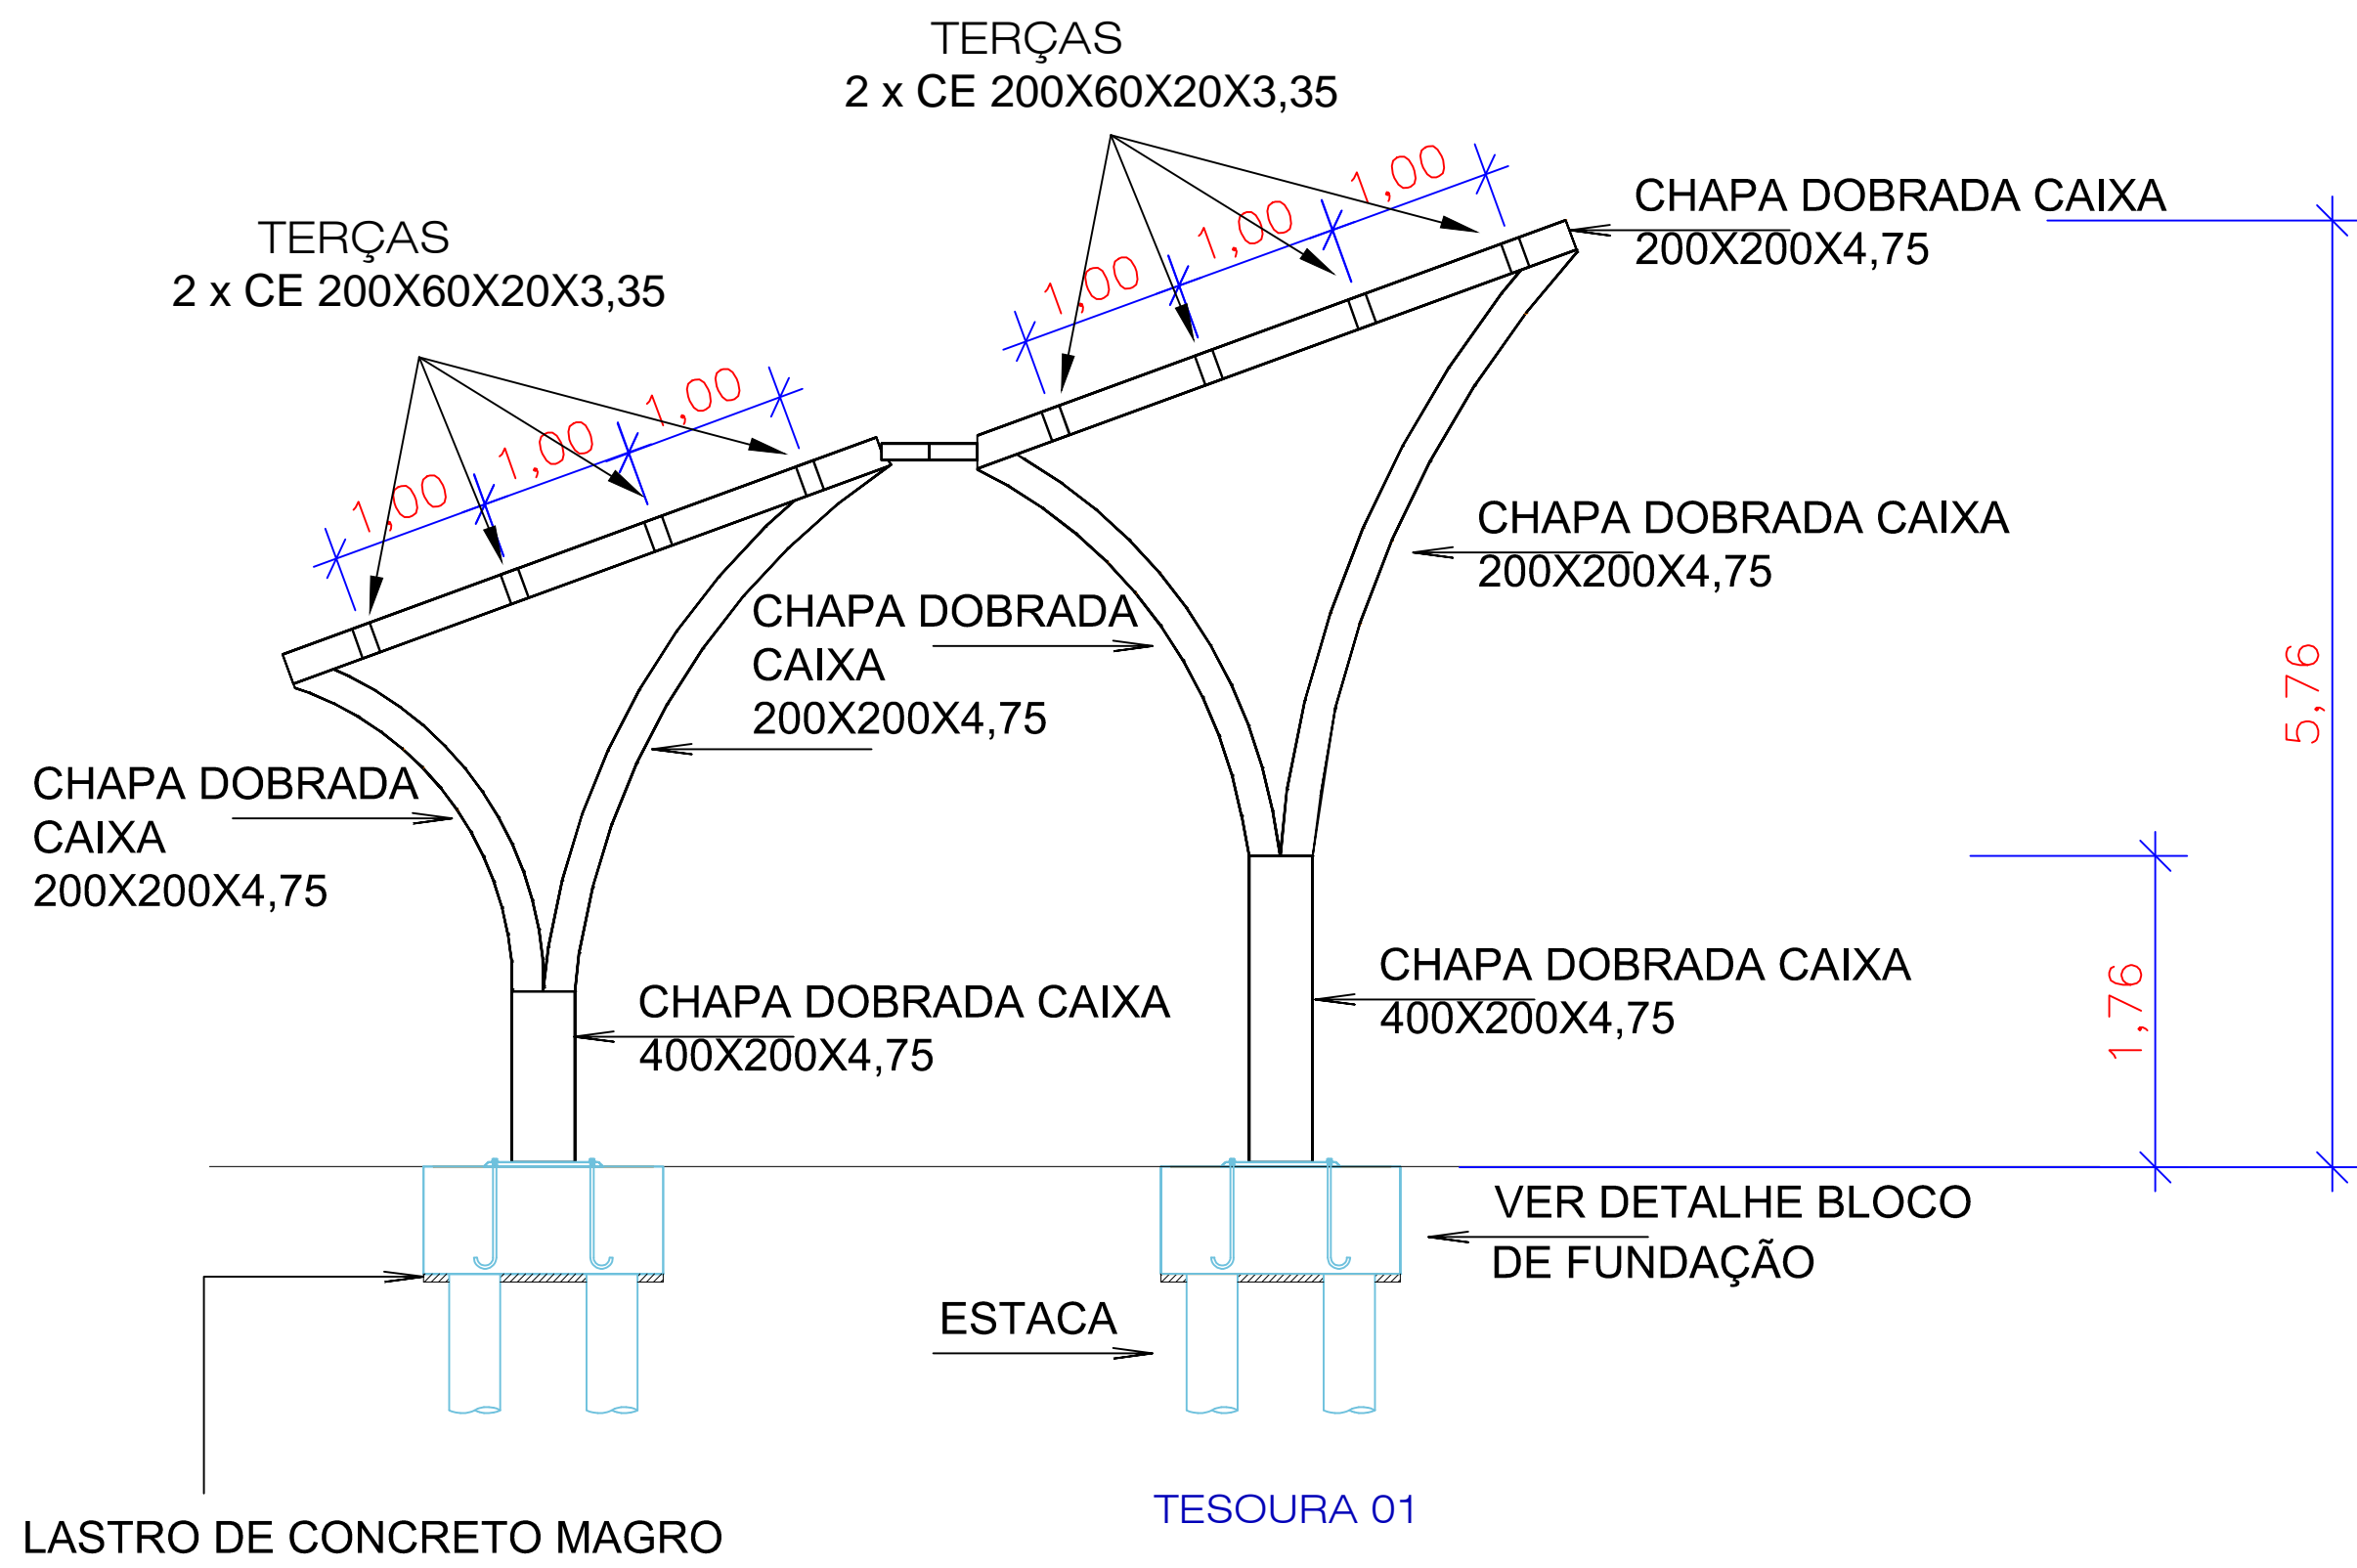 TERÇAS
2 x CE 200X60X20X3,35
1,00
1,00
1,00
CHAPA DOBRADA CAIXA
200X200X4,75
TERÇAS
2 x CE 200X60X20X3,35
1,00
1,00
1,00
CHAPA DOBRADA CAIXA
200X200X4,75
CHAPA DOBRADA
CAIXA
200X200X4,75
5,76
CHAPA DOBRADA
CAIXA
200X200X4,75
CHAPA DOBRADA CAIXA
400X200X4,75
CHAPA DOBRADA CAIXA
400X200X4,75
1,76
VER DETALHE BLOCO
DE FUNDAÇÃO
ESTACA
LASTRO DE CONCRETO MAGRO
TESOURA 01